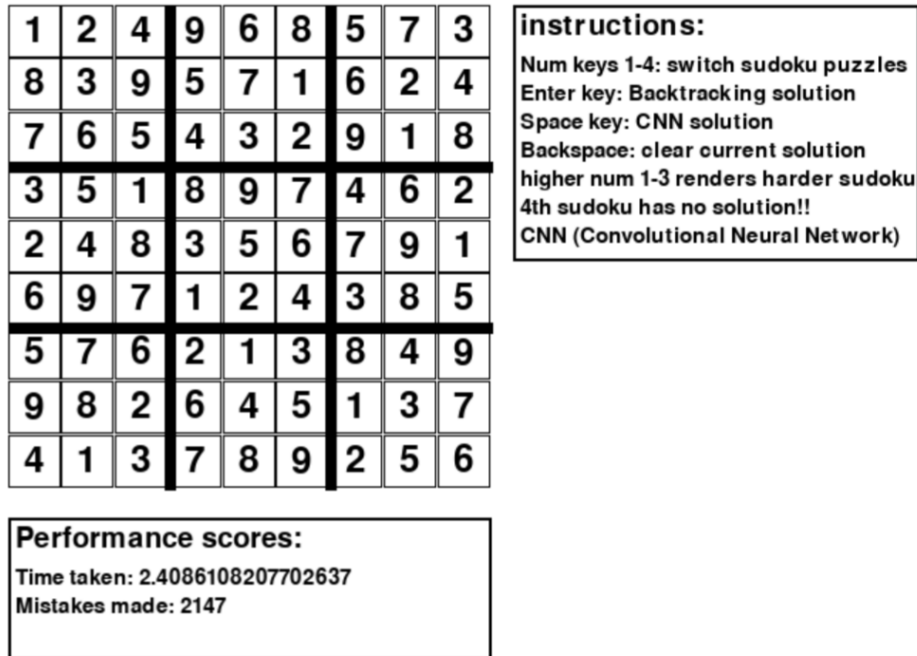 1 2 4 9 6 8 5 7 3
8 3 9 5 7 1 6 2 4
7 6 5 4 3 2 9 1 8
3 5 1 8 9 7 4 6 2
2 4 8 3 5 6 7 9 1
6 9 7 1 2 4 3 8 5
5 7 6 2 1 3 8 4 9
9 8 2 6 4 5 1 3 7
4 1 3 7 8 9 2 5 6
instructions:
Num keys 1-4: switch sudoku puzzles
Enter key: Backtracking solution
Space key: CNN solution
Backspace: clear current solution
higher num 1-3 renders harder sudoku
4th sudoku has no solution!!
CNN (Convolutional Neural Network)
Performance scores:
Time taken: 2.4086108207702637
Mistakes made: 2147